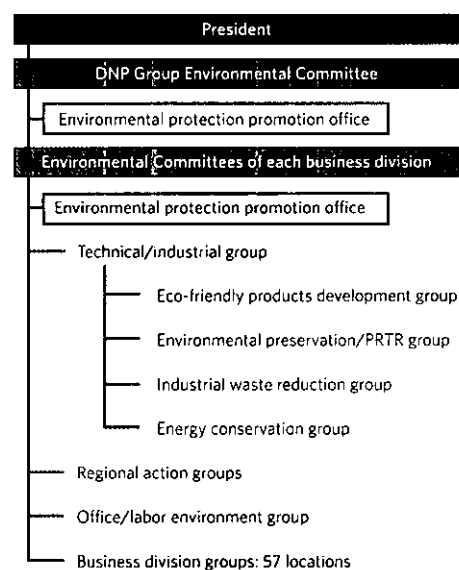 President
DNP Group Environmental Committee
Environmental protection promotion office
Environmental Committees of each business division
Environmental protection promotion office
Technical/industrial group
Eco-friendly products development group
Environmental preservation/PRTR group
Industrial waste reduction group
Energy conservation group
Regional action groups
Office/labor environment group
Business division groups: 57 locations